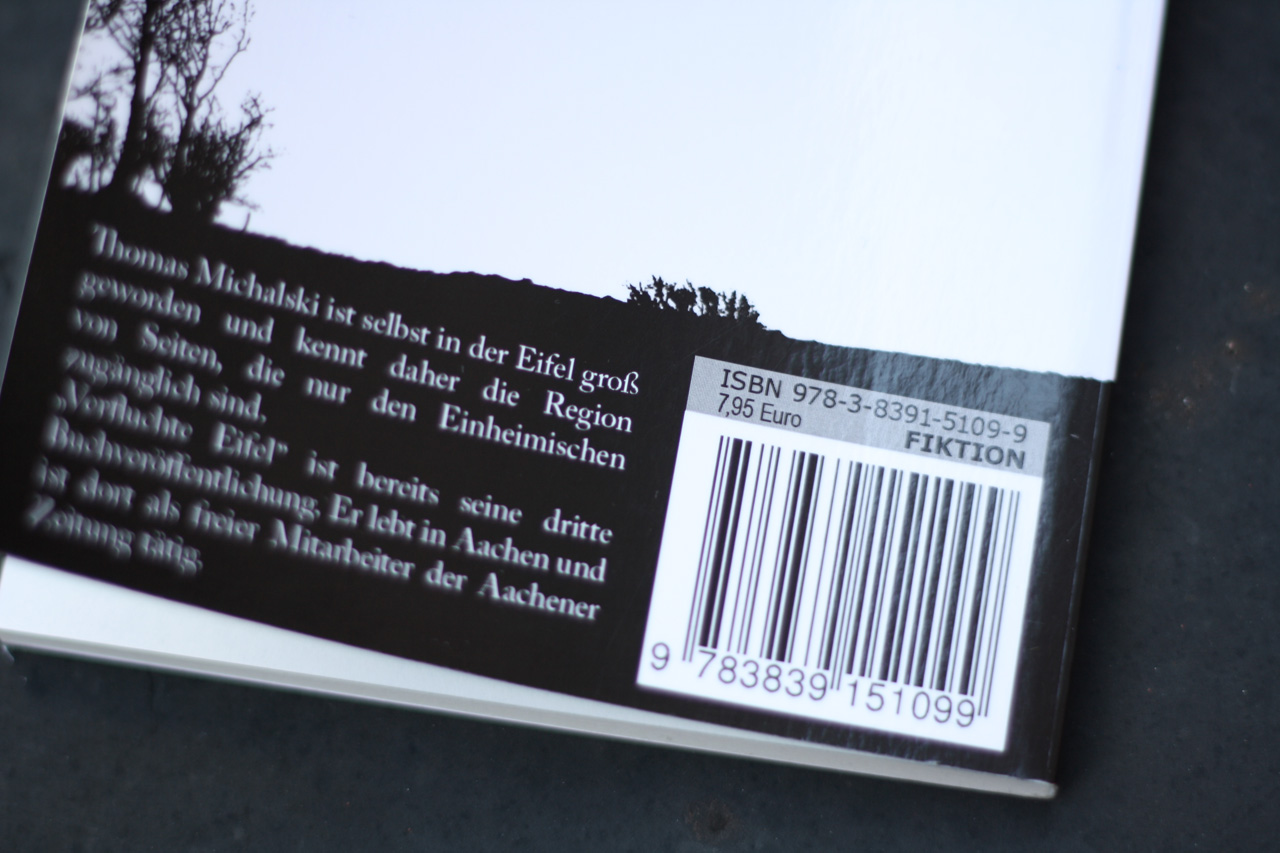 Thomas Michalski ist selbst in der Eifel groß
geworden und kennt daher die Region
von Seiten, die nur den Einheimischen
zugänglich sind.
„Verfluchte Eifel" ist bereits seine dritte
Buchveröffentlichung. Er lebt in Aachen und
ist dort als freier Mitarbeiter der Aachener
Zeitung tätig.
ISBN 978-3-8391-5109-9
7,95 Euro
FIKTION
9 783839 151099